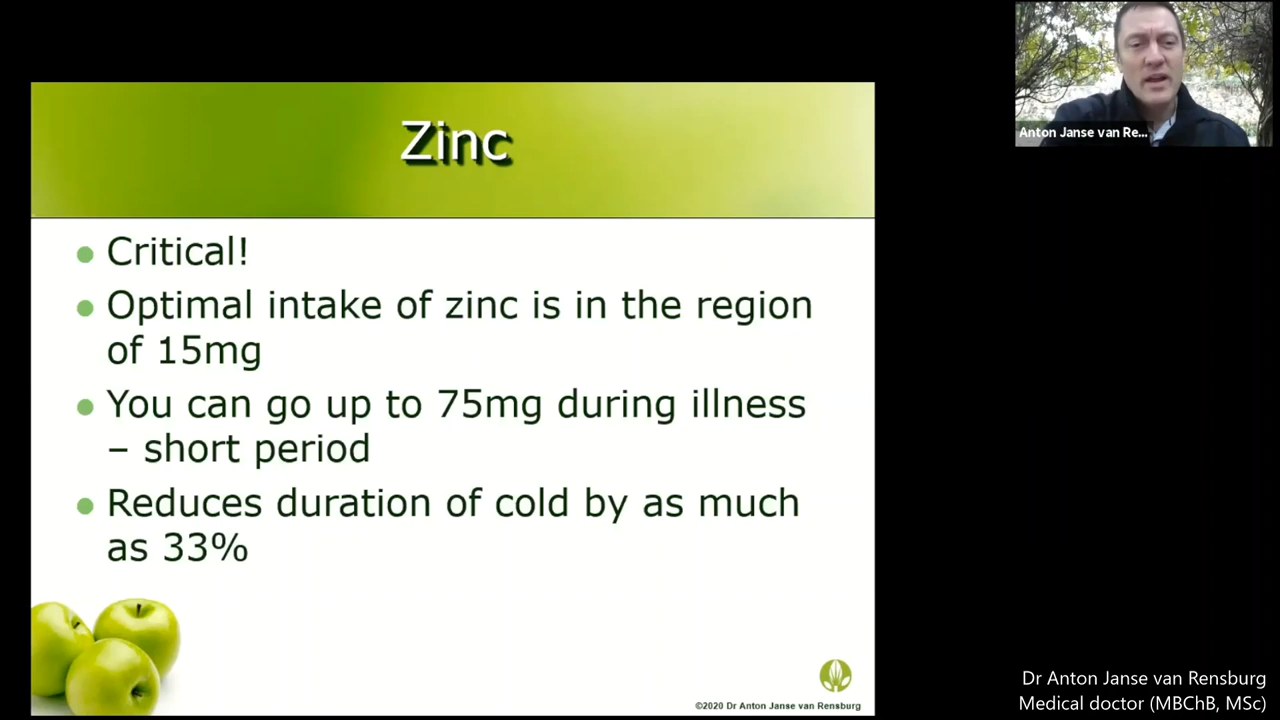 Zinc
Critical!
Optimal intake of zinc is in the region
of 15mg
You can go up to 75mg during illness
– short period
Reduces duration of cold by as much
as 33%
©2020 Dr Anton Janse van Rensburg
Anton Janse van Re...
Dr Anton Janse van Rensburg
Medical doctor (MBChB, MSc)